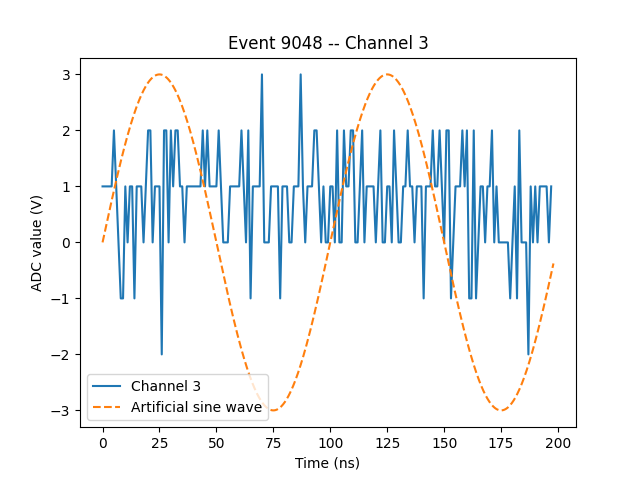 Event 9048 -- Channel 3
ADC value (V)
3
2
1
0
−1
−2
−3
Channel 3
Artificial sine wave
0 25 50 75 100 125 150 175 200
Time (ns)